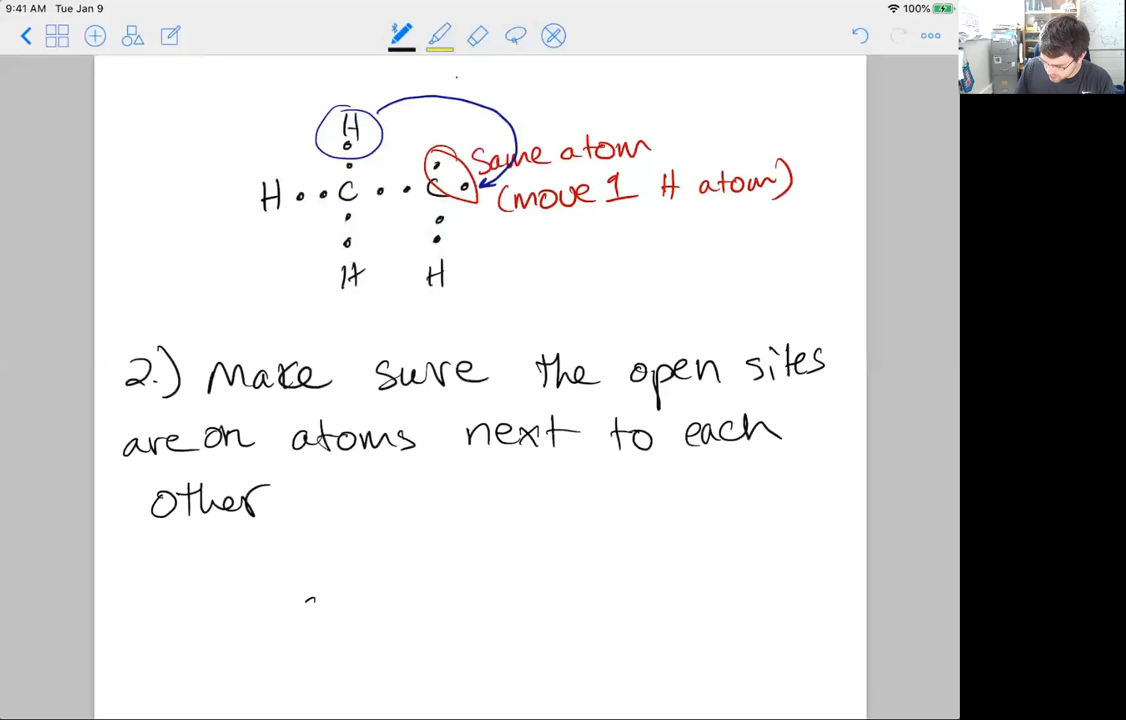 9:41 AM Tue Jan 9
100%
H
Same atom
H C C (move 1 H atom)
H H
2.) Make sure the open sites
are on atoms next to each
other